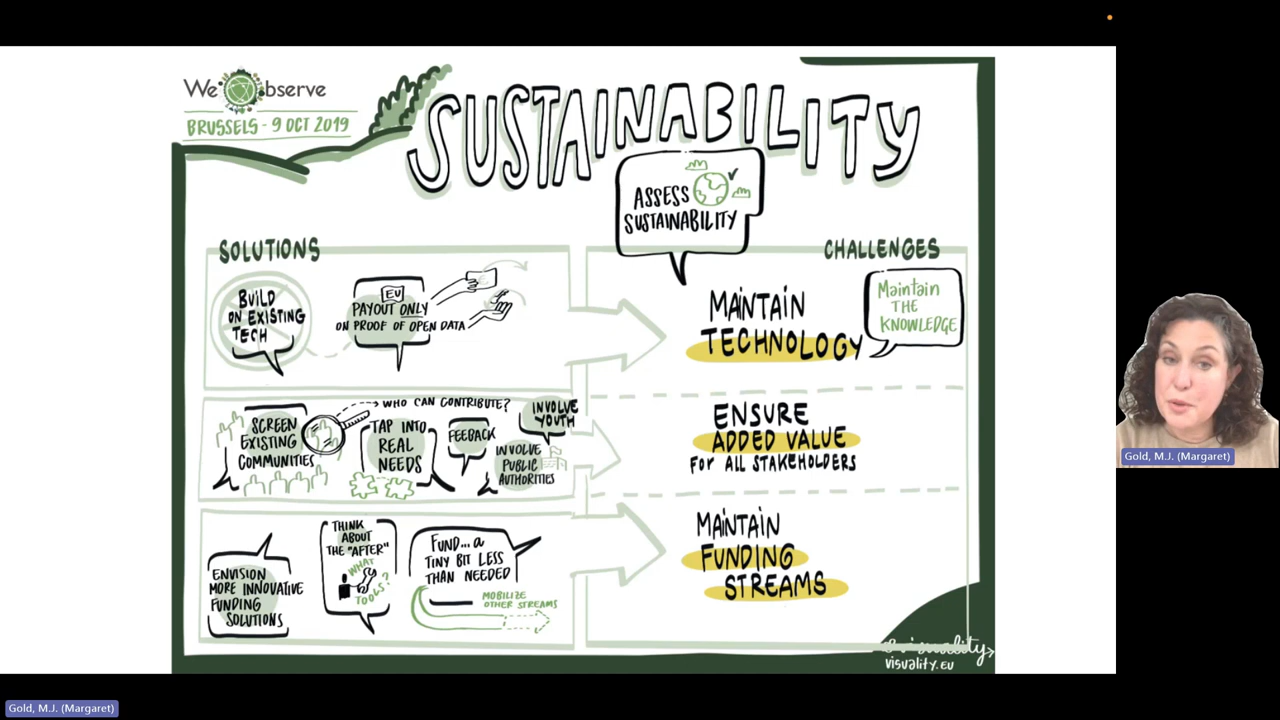 WeObserve
BRUSSELS - 9 OCT 2019
SUSTAINABILITY
ASSESS
SUSTAINABILITY
SOLUTIONS
CHALLENGES
BUILD
ON EXISTING
TECH
EU
PAYOUT ONLY
ON PROOF OF OPEN DATA
MAINTAIN
TECHNOLOGY
Maintain
THE
KNOWLEDGE
SCREEN
EXISTING
COMMUNITIES
WHO CAN CONTRIBUTE?
TAP INTO
REAL
NEEDS
FEEBACK
INVOLVE
YOUTH
INVOLVE
PUBLIC
AUTHORITIES
ENSURE
ADDED VALUE
FOR ALL STAKEHOLDERS
ENVISION
MORE INNOVATIVE
FUNDING
SOLUTIONS
THINK
ABOUT
THE "AFTER"
WHAT
TOOLS?
FUND... a
TINY BIT LESS
THAN NEEDED
MOBILIZE
OTHER STREAMS
MAINTAIN
FUNDING
STREAMS
visuality
VISUALITY.EU
Gold, M.J. (Margaret)
Gold, M.J. (Margaret)